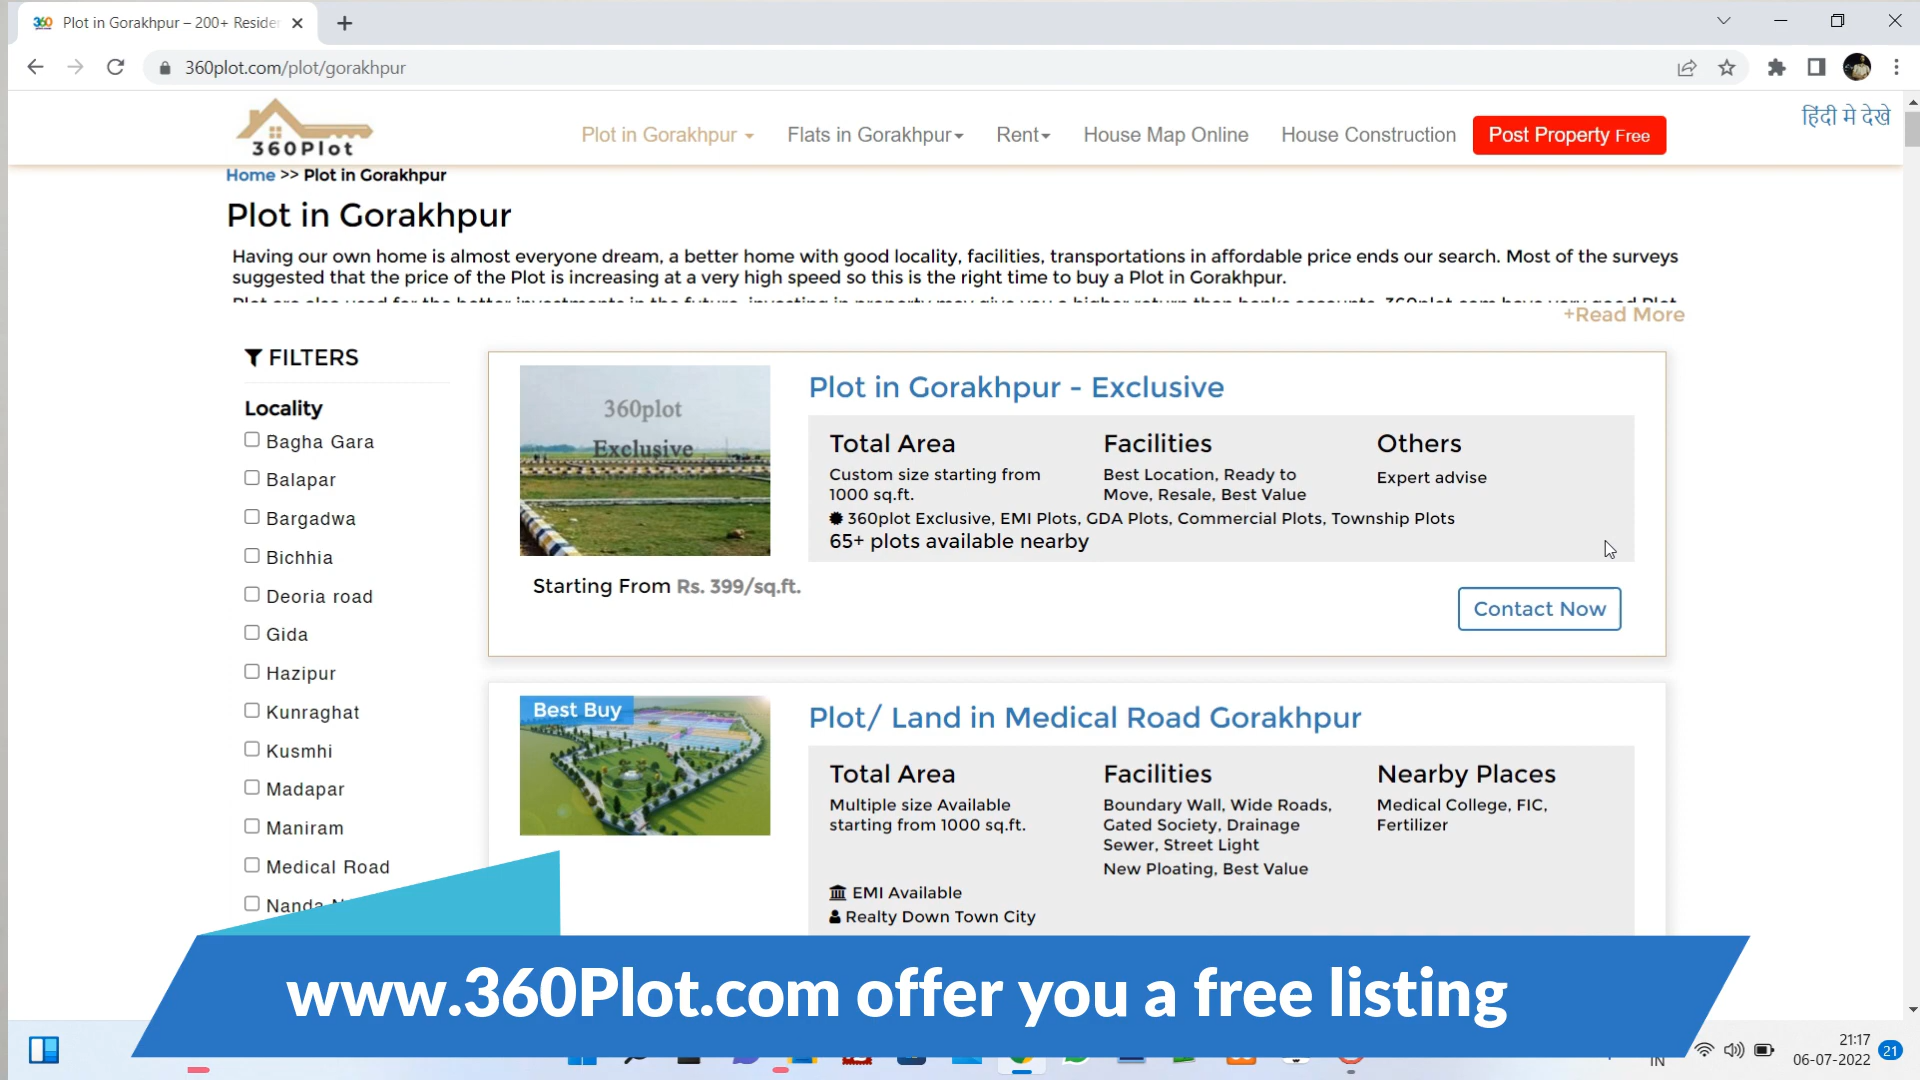 Plot in Gorakhpur – 200+ Reside
360plot.com/plot/gorakhpur
360Plot
Plot in Gorakhpur
Flats in Gorakhpur
Rent
House Map Online
House Construction
Post Property Free
हिंदी मे देखे
Home >> Plot in Gorakhpur
Plot in Gorakhpur
Having our own home is almost everyone dream, a better home with good locality, facilities, transportations in affordable price ends our search. Most of the surveys
suggested that the price of the Plot is increasing at a very high speed so this is the right time to buy a Plot in Gorakhpur.
+Read More
FILTERS
Locality
Bagha Gara
Balapar
Bargadwa
Bichhia
Deoria road
Gida
Hazipur
Kunraghat
Kusmhi
Madapar
Maniram
Medical Road
Nanda
360plot
Exclusive
Starting From Rs. 399/sq.ft.
Plot in Gorakhpur - Exclusive
Total Area
Custom size starting from
1000 sq.ft.
Facilities
Best Location, Ready to
Move, Resale, Best Value
Others
Expert advise
360plot Exclusive, EMI Plots, GDA Plots, Commercial Plots, Township Plots
65+ plots available nearby
Contact Now
Best Buy
Plot/ Land in Medical Road Gorakhpur
Total Area
Multiple size Available
starting from 1000 sq.ft.
Facilities
Boundary Wall, Wide Roads,
Gated Society, Drainage
Sewer, Street Light
New Ploating, Best Value
Nearby Places
Medical College, FIC,
Fertilizer
EMI Available
Realty Down Town City
www.360Plot.com offer you a free listing
IN
21:17
06-07-2022
21